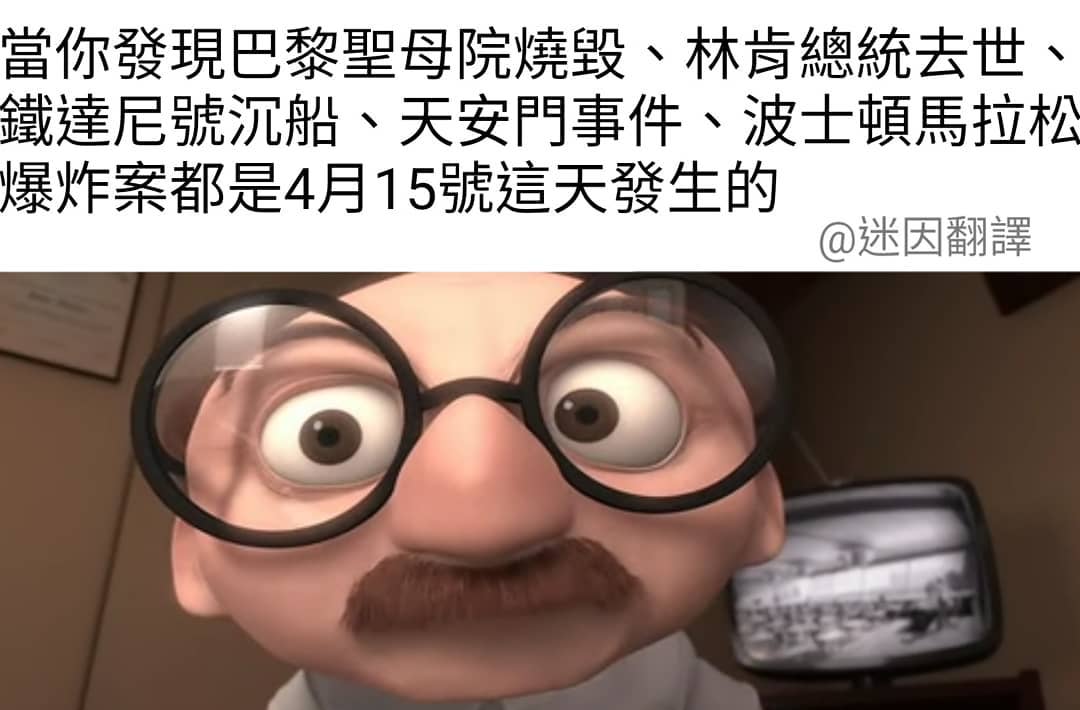 當你發現巴黎聖母院燒毀、林肯總統去世、
鐵達尼號沉船、天安門事件、波士頓馬拉松
爆炸案都是4月15號這天發生的
@迷因翻譯